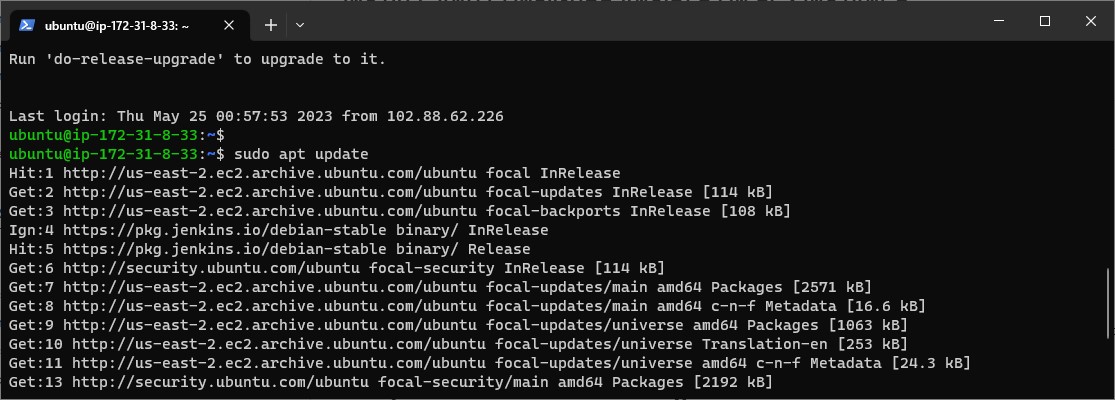 ubuntu@ip-172-31-8-33: ~
Run 'do-release-upgrade' to upgrade to it.
Last login: Thu May 25 00:57:53 2023 from 102.88.62.226
ubuntu@ip-172-31-8-33:~$
ubuntu@ip-172-31-8-33:~$ sudo apt update
Hit:1 http://us-east-2.ec2.archive.ubuntu.com/ubuntu focal InRelease
Get:2 http://us-east-2.ec2.archive.ubuntu.com/ubuntu focal-updates InRelease [114 kB]
Get:3 http://us-east-2.ec2.archive.ubuntu.com/ubuntu focal-backports InRelease [108 kB]
Ign:4 https://pkg.jenkins.io/debian-stable binary/ InRelease
Hit:5 https://pkg.jenkins.io/debian-stable binary/ Release
Get:6 http://security.ubuntu.com/ubuntu focal-security InRelease [114 kB]
Get:7 http://us-east-2.ec2.archive.ubuntu.com/ubuntu focal-updates/main amd64 Packages [2571 kB]
Get:8 http://us-east-2.ec2.archive.ubuntu.com/ubuntu focal-updates/main amd64 c-n-f Metadata [16.6 kB]
Get:9 http://us-east-2.ec2.archive.ubuntu.com/ubuntu focal-updates/universe amd64 Packages [1063 kB]
Get:10 http://us-east-2.ec2.archive.ubuntu.com/ubuntu focal-updates/universe Translation-en [253 kB]
Get:11 http://us-east-2.ec2.archive.ubuntu.com/ubuntu focal-updates/universe amd64 c-n-f Metadata [24.3 kB]
Get:13 http://security.ubuntu.com/ubuntu focal-security/main amd64 Packages [2192 kB]